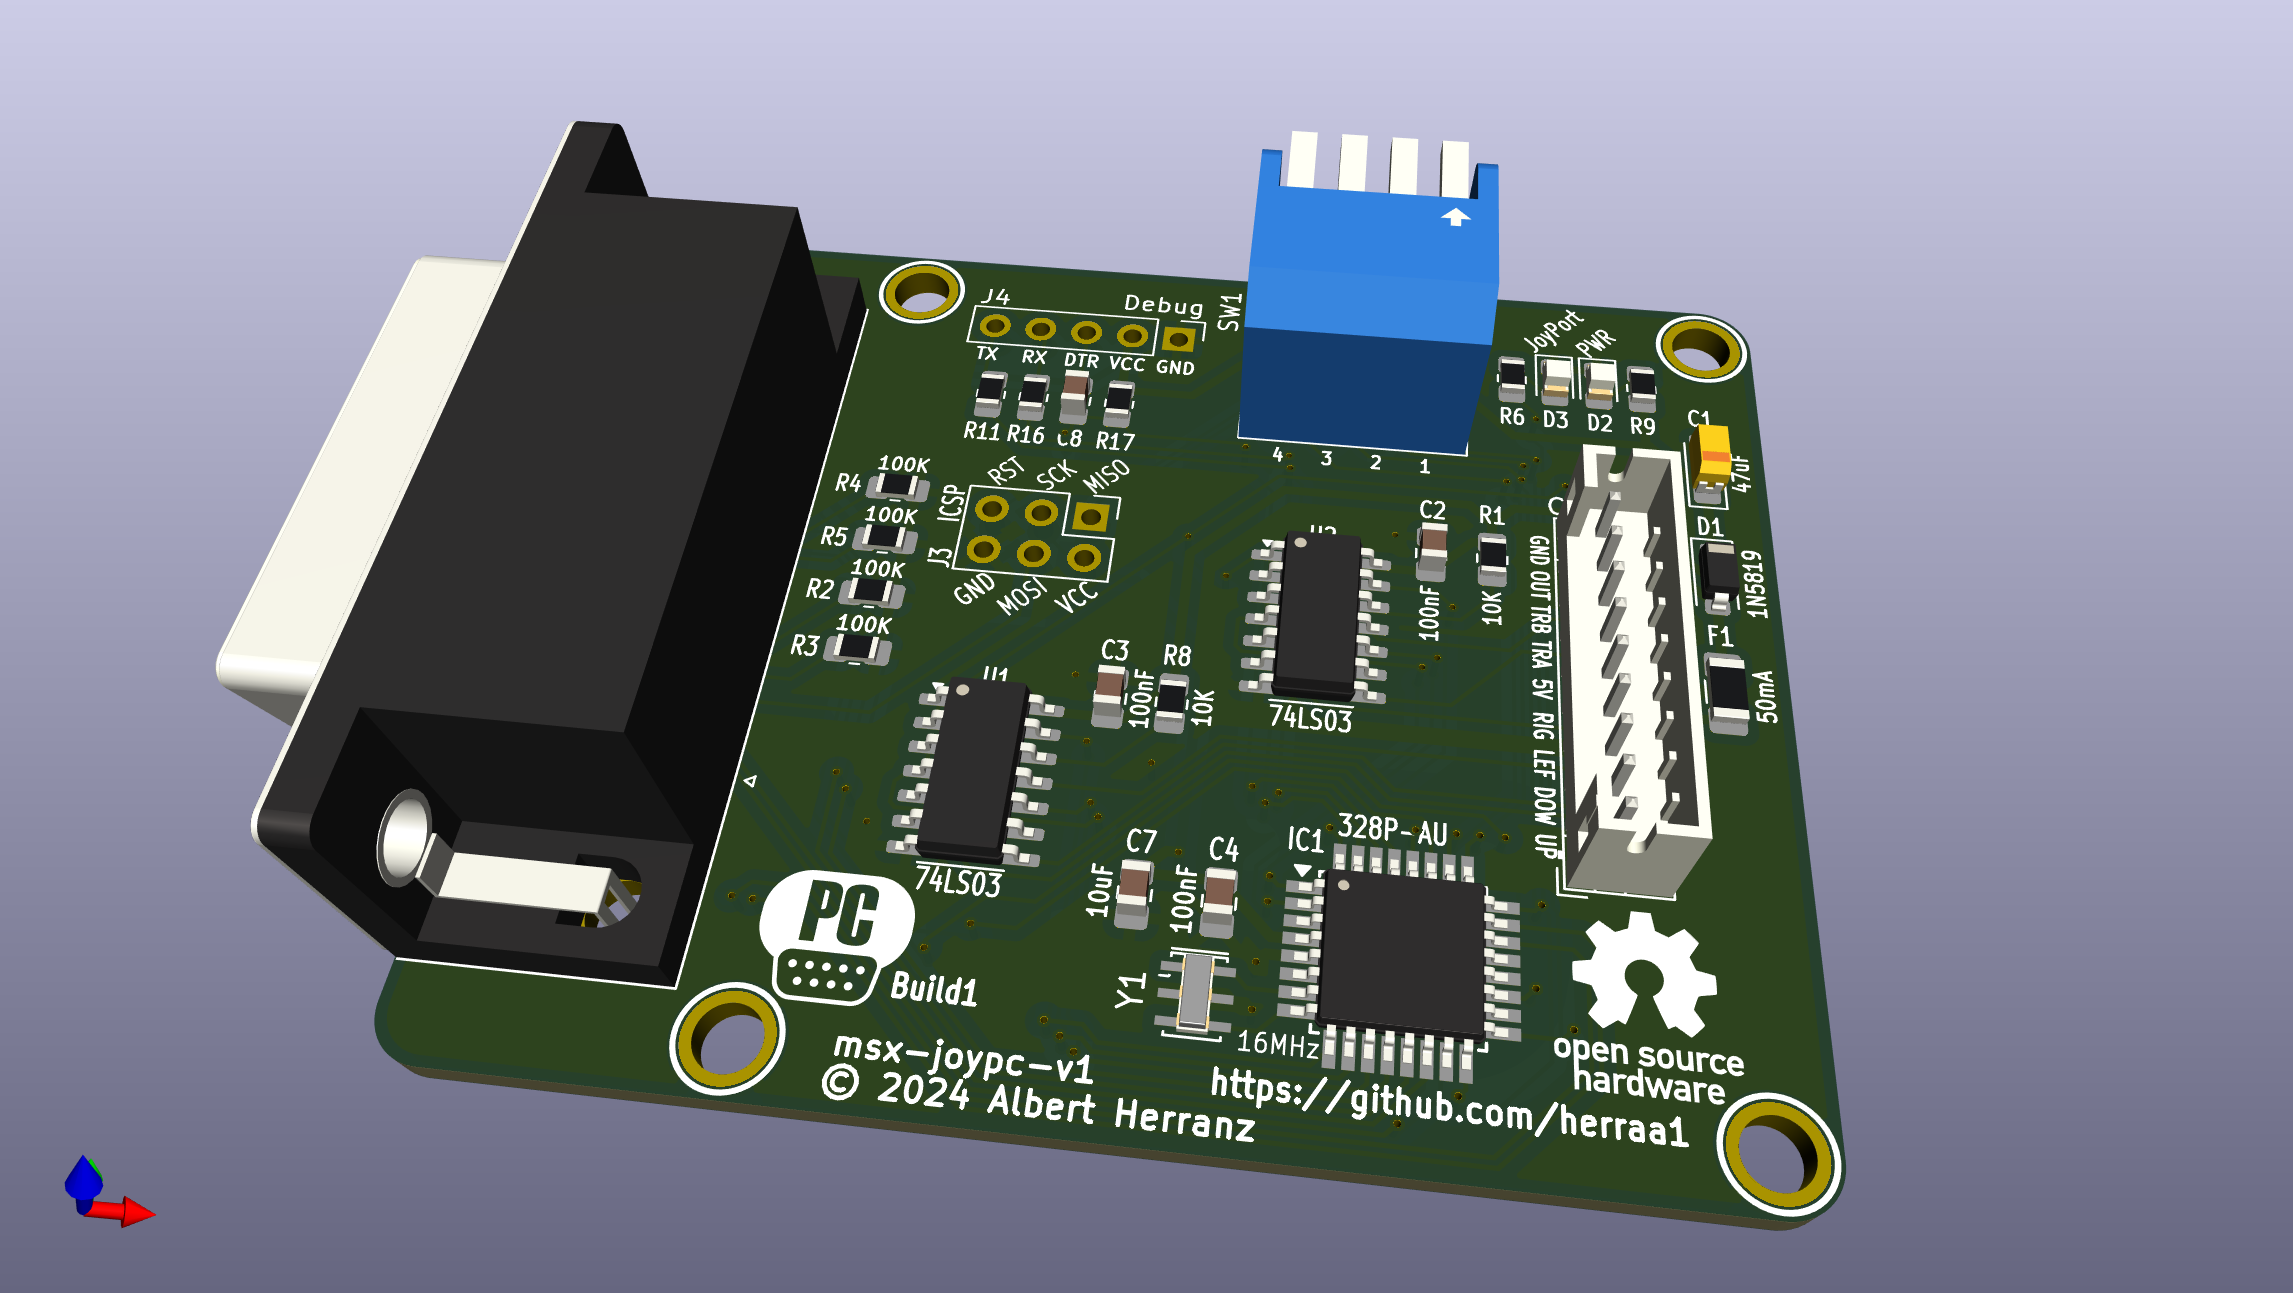 J4
Debug
TX RX DTR VCC GND
SW1
R11 R16 C8 R17
4 3 2 1
JoyPort
PWR
R6 D3 D2 R9
C1
47uF
100K
R4
100K
R5
100K
R2
100K
R3
ICSP
J3
RST SCK MISO
GND MOSI VCC
C2
100nF
R1
10K
D1
1N5819
F1
50mA
GND OUT TRB TRA 5V RIG LEF DOW UP
U1
74LS03
C3
100nF
R8
10K
74LS03
C7
10uF
C4
100nF
IC1
328P-AU
Y1
16MHz
PC
Build1
msx-joypc-v1
© 2024 Albert Herranz
https://github.com/herraa1
open source
hardware